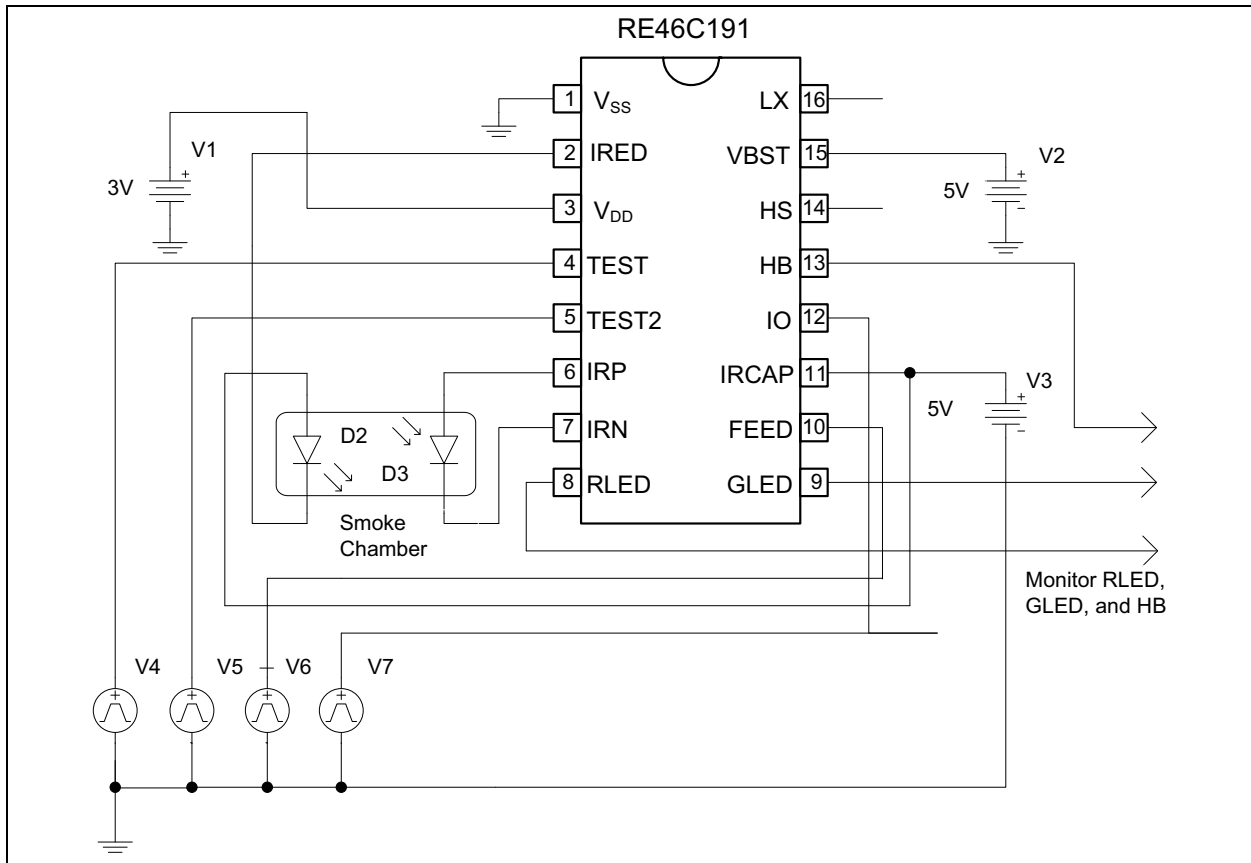 RE46C191
1 VSS LX 16
V1
3V
2 IRED VBST 15
V2
5V
3 VDD HS 14
4 TEST HB 13
5 TEST2 IO 12
6 IRP IRCAP 11
V3
5V
D2
D3
7 IRN FEED 10
8 RLED GLED 9
Smoke
Chamber
Monitor RLED,
GLED, and HB
V4 V5 V6 V7